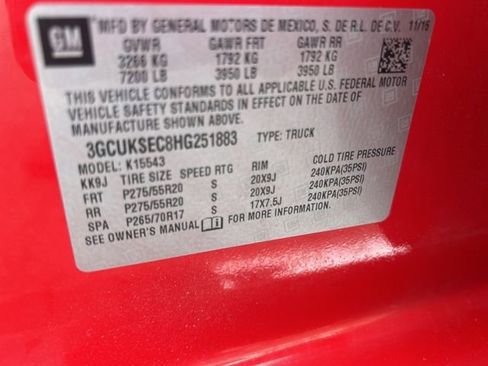 GM
MFD BY GENERAL MOTORS DE MEXICO, S. DE R.L. DE C.V. 11/16
GVWR GAWR FRT GAWR RR
3266 KG 1792 KG 1792 KG
7200 LB 3950 LB 3950 LB
THIS VEHICLE CONFORMS TO ALL APPLICABLE U.S. FEDERAL MOTOR
VEHICLE SAFETY STANDARDS IN EFFECT ON THE DATE OF
MANUFACTURE SHOWN ABOVE.
3GCUKSEC8HG251883 TYPE: TRUCK
MODEL: K15543
KK9J TIRE SIZE SPEED RTG RIM COLD TIRE PRESSURE
FRT P275/55R20 S 20X9J 240KPA(35PSI)
RR P275/55R20 S 20X9J 240KPA(35PSI)
SPA P265/70R17 S 17X7.5J 240KPA(35PSI)
SEE OWNER'S MANUAL FOR MORE INFORMATION.